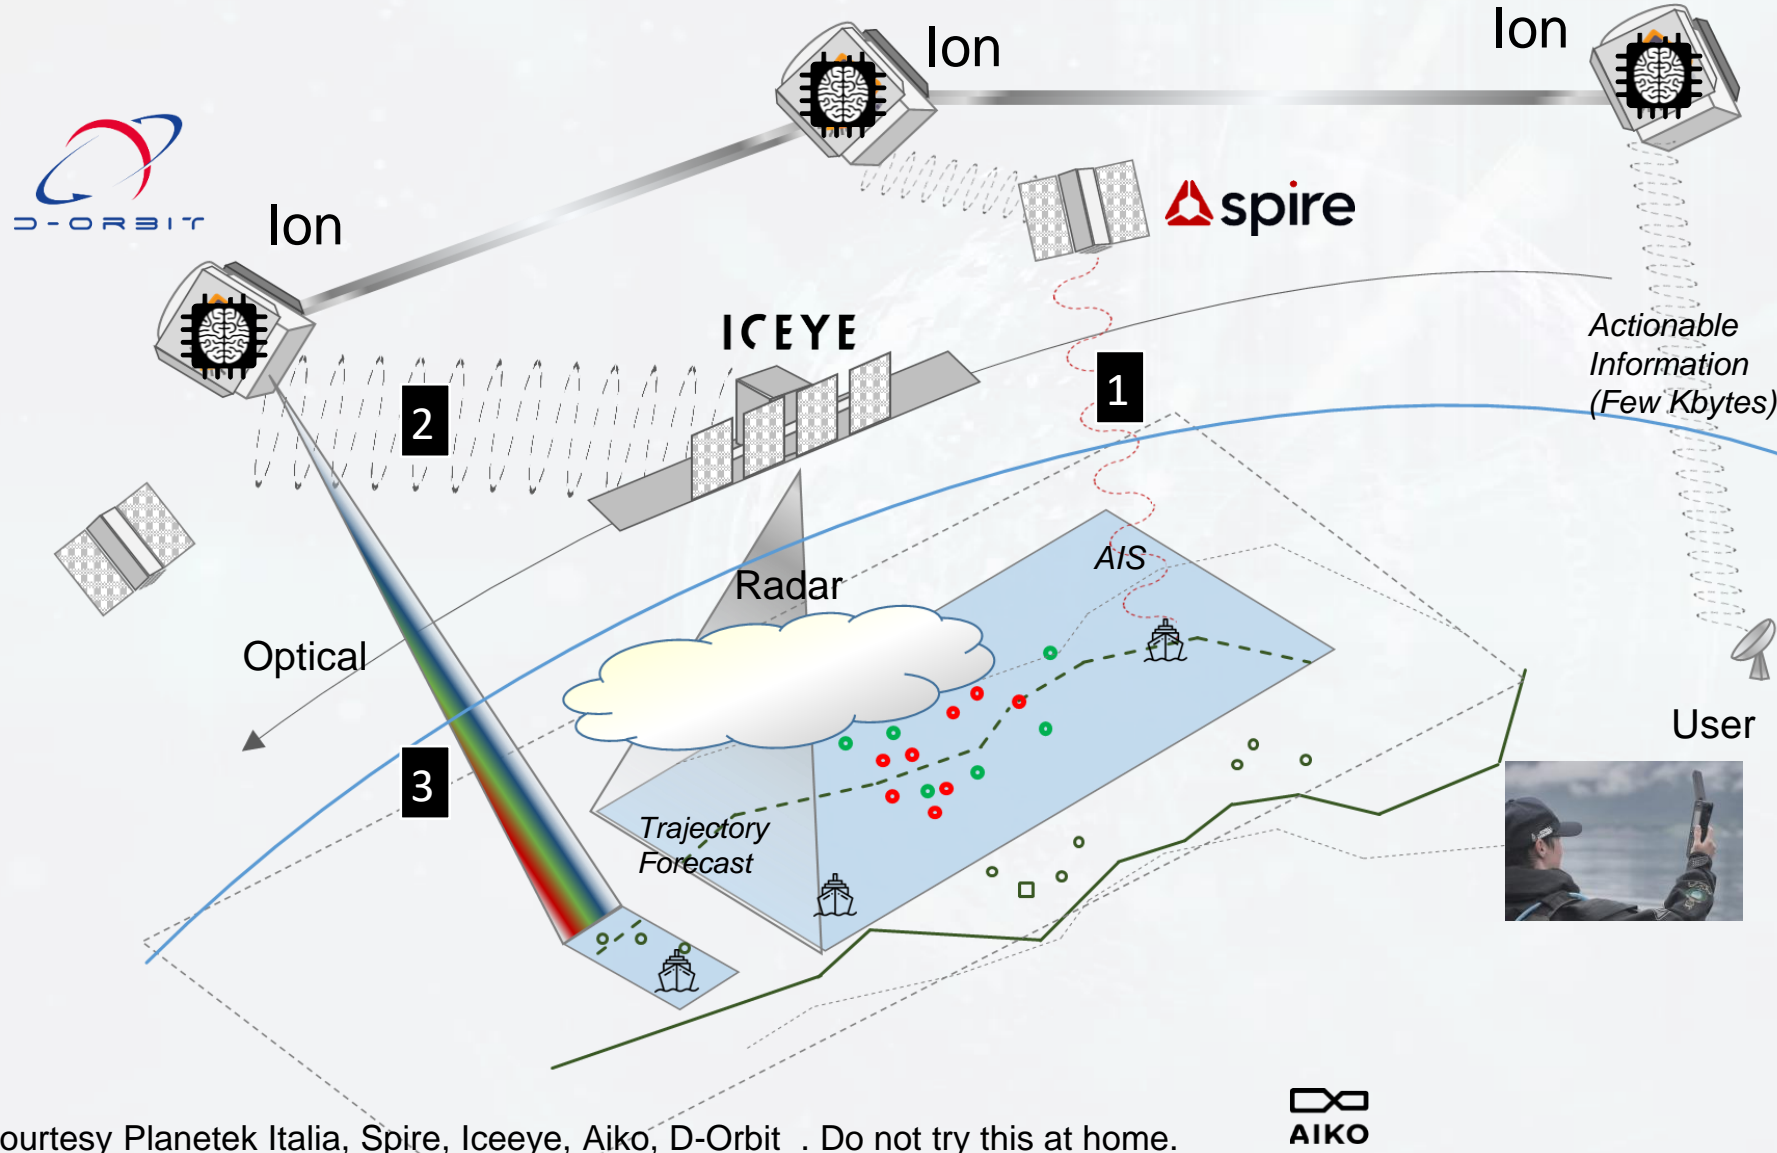 Ion
Ion
Ion
D-ORBIT
spire
ICEYE
Actionable
Information
(Few Kbytes)
1
2
AIS
Radar
Optical
User
3
Trajectory
Forecast
AIKO
ourtesy Planetek Italia, Spire, Iceeye, Aiko, D-Orbit . Do not try this at home.